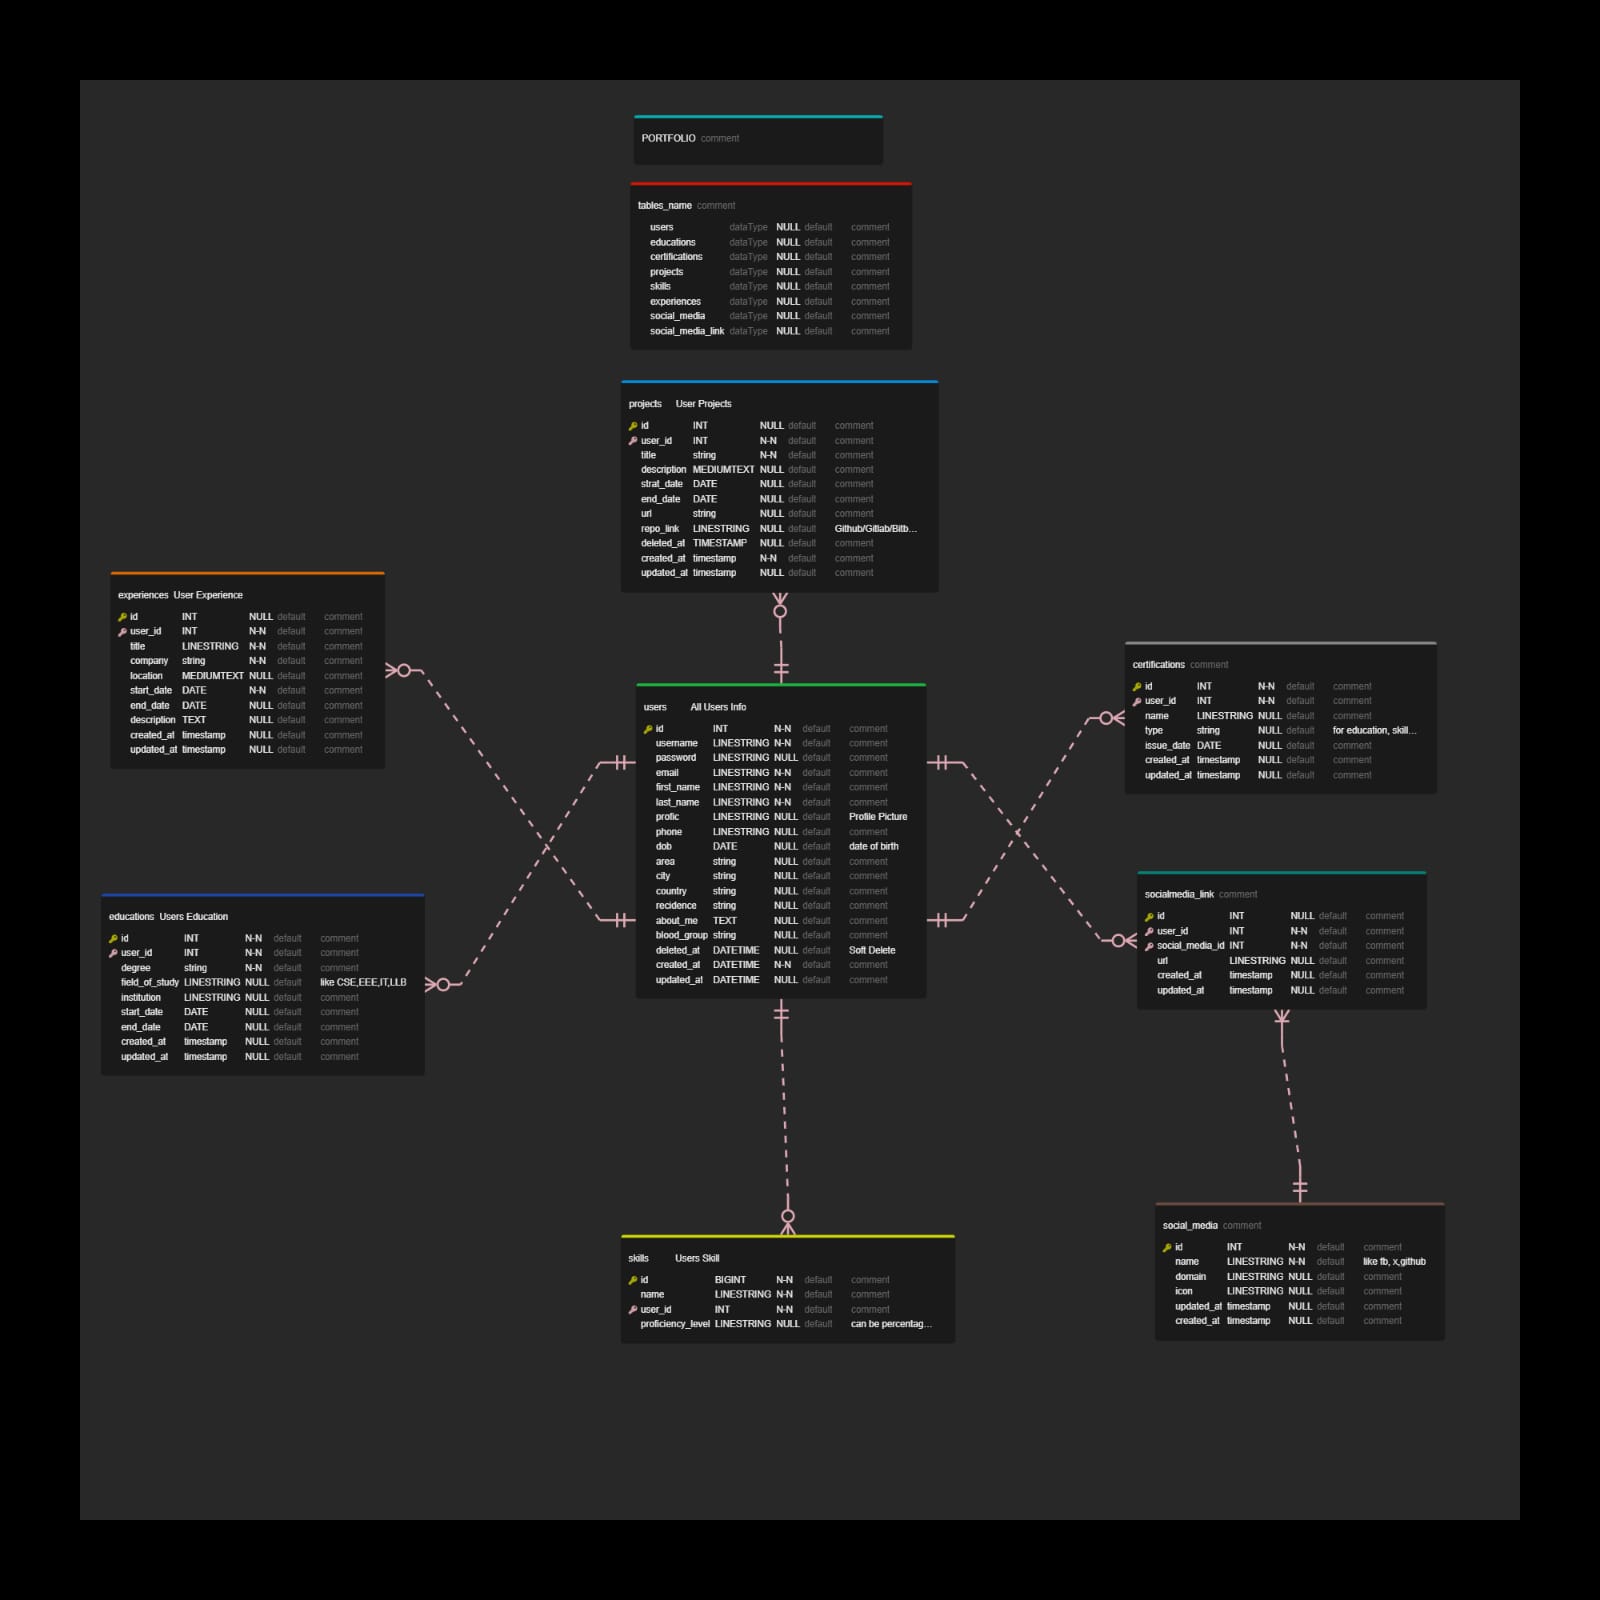 PORTFOLIO comment
tables_name comment
users dataType NULL default comment
educations dataType NULL default comment
certifications dataType NULL default comment
projects dataType NULL default comment
skills dataType NULL default comment
experiences dataType NULL default comment
social_media dataType NULL default comment
social_media_link dataType NULL default comment
projects User Projects
id INT NULL default comment
user_id INT N-N default comment
title string N-N default comment
description MEDIUMTEXT NULL default comment
strat_date DATE NULL default comment
end_date DATE NULL default comment
url string NULL default comment
repo_link LINESTRING NULL default Github/Gitlab/Bitb...
deleted_at TIMESTAMP NULL default comment
created_at timestamp N-N default comment
updated_at timestamp NULL default comment
experiences User Experience
id INT NULL default comment
user_id INT N-N default comment
title LINESTRING N-N default comment
company string N-N default comment
location MEDIUMTEXT NULL default comment
start_date DATE N-N default comment
end_date DATE NULL default comment
description TEXT NULL default comment
created_at timestamp NULL default comment
updated_at timestamp NULL default comment
certifications comment
id INT N-N default comment
user_id INT N-N default comment
name LINESTRING NULL default comment
type string NULL default for education, skill...
issue_date DATE NULL default comment
created_at timestamp NULL default comment
updated_at timestamp NULL default comment
users All Users Info
id INT N-N default comment
username LINESTRING N-N default comment
password LINESTRING NULL default comment
email LINESTRING N-N default comment
first_name LINESTRING N-N default comment
last_name LINESTRING N-N default comment
profic LINESTRING NULL default Profile Picture
phone LINESTRING NULL default comment
dob DATE NULL default date of birth
area string NULL default comment
city string NULL default comment
country string NULL default comment
recidence string NULL default comment
about_me TEXT NULL default comment
blood_group string NULL default comment
deleted_at DATETIME NULL default Soft Delete
created_at DATETIME N-N default comment
updated_at DATETIME NULL default comment
educations Users Education
id INT N-N default comment
user_id INT N-N default comment
degree string N-N default comment
field_of_study LINESTRING NULL default like CSE,EEE,IT,LLB
institution LINESTRING NULL default comment
start_date DATE NULL default comment
end_date DATE NULL default comment
created_at timestamp NULL default comment
updated_at timestamp NULL default comment
socialmedia_link comment
id INT NULL default comment
user_id INT N-N default comment
social_media_id INT N-N default comment
url LINESTRING NULL default comment
created_at timestamp NULL default comment
updated_at timestamp NULL default comment
skills Users Skill
id BIGINT N-N default comment
name LINESTRING N-N default comment
user_id INT N-N default comment
proficiency_level LINESTRING NULL default can be percentag...
social_media comment
id INT N-N default comment
name LINESTRING N-N default like fb, x,github
domain LINESTRING NULL default comment
icon LINESTRING NULL default comment
updated_at timestamp NULL default comment
created_at timestamp NULL default comment